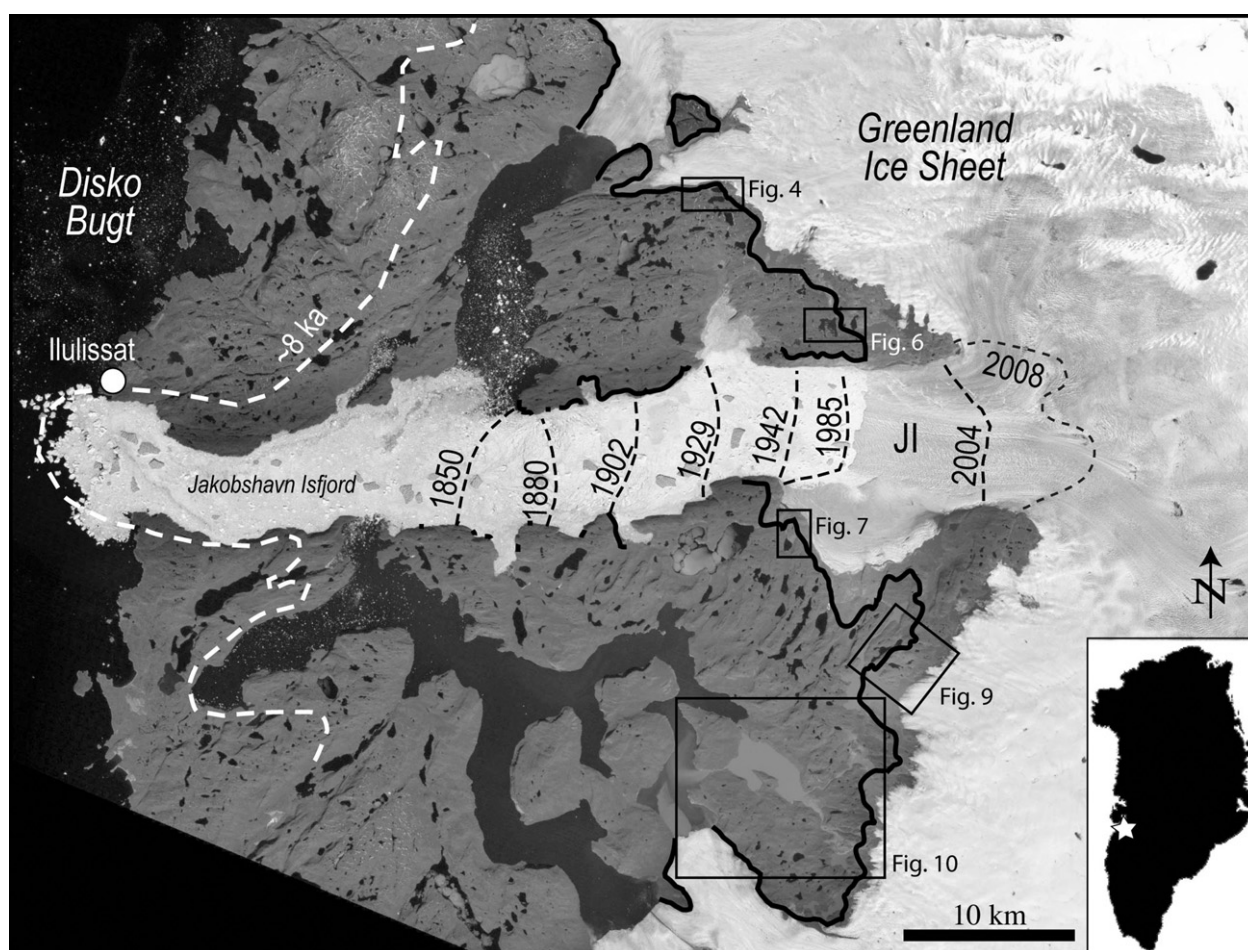 Greenland
Ice Sheet
Disko
Bugt
Fig. 4
~8 ka
Ilulissat
Fig. 6
2008
1850
1880
1902
1929
1942
1985
JI
2004
Jakobshavn Isfjord
Fig. 7
N
Fig. 9
Fig. 10
10 km